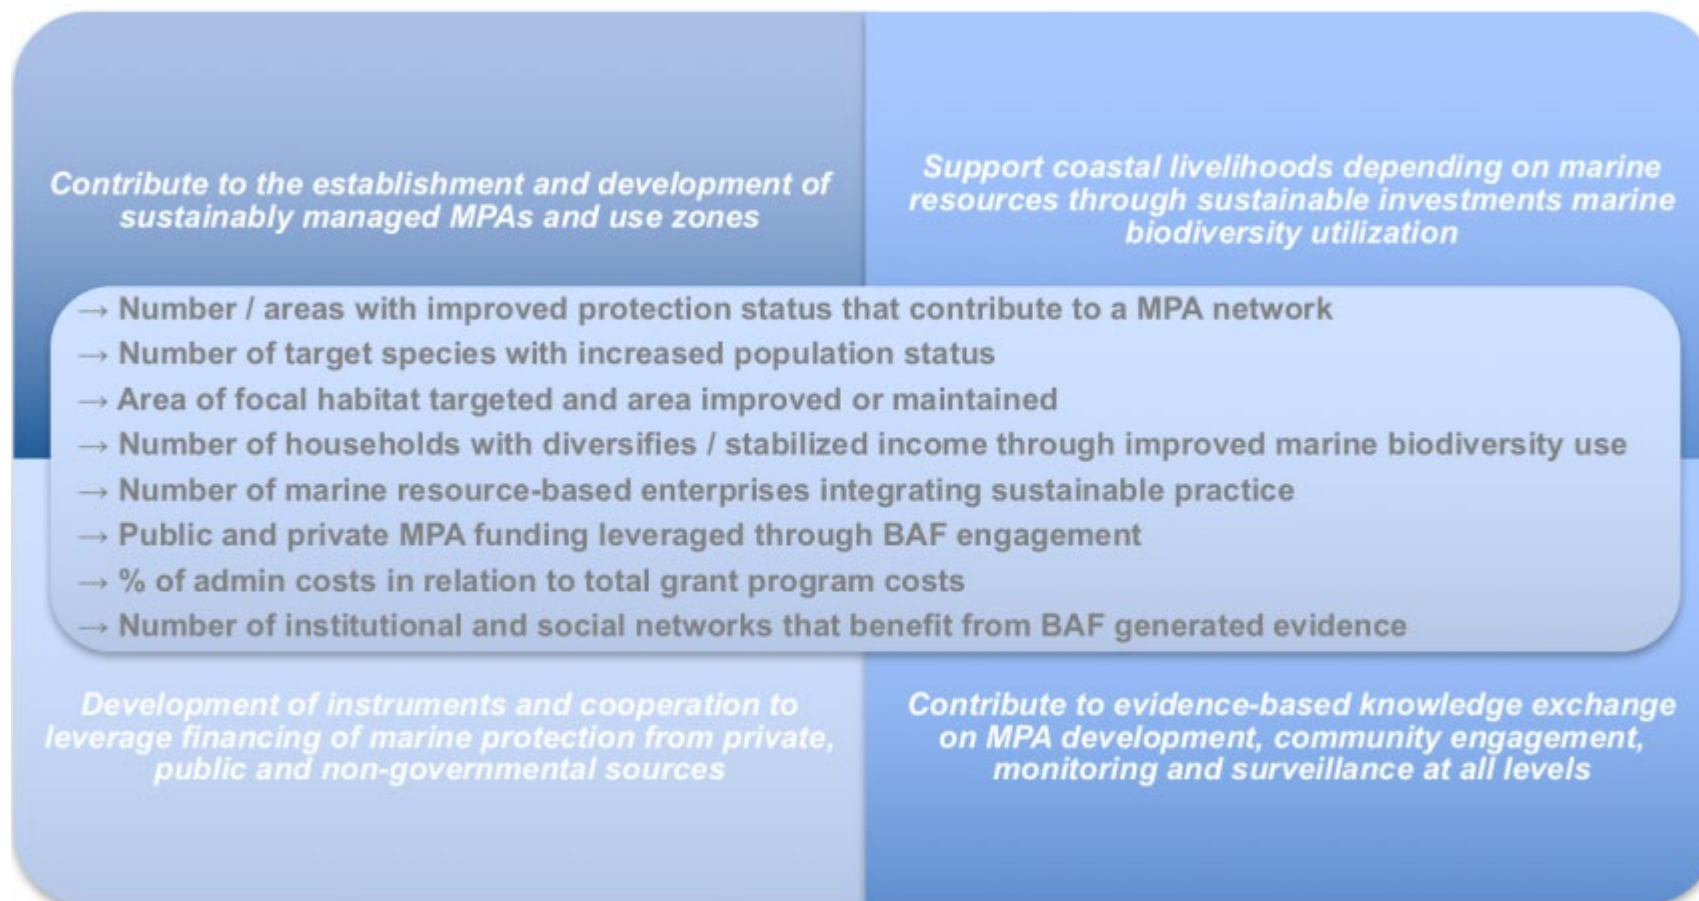 Contribute to the establishment and development of
sustainably managed MPAs and use zones
Support coastal livelihoods depending on marine
resources through sustainable investments marine
biodiversity utilization
→ Number / areas with improved protection status that contribute to a MPA network
→ Number of target species with increased population status
→ Area of focal habitat targeted and area improved or maintained
→ Number of households with diversifies / stabilized income through improved marine biodiversity use
→ Number of marine resource-based enterprises integrating sustainable practice
→ Public and private MPA funding leveraged through BAF engagement
→ % of admin costs in relation to total grant program costs
→ Number of institutional and social networks that benefit from BAF generated evidence
Development of instruments and cooperation to
leverage financing of marine protection from private,
public and non-governmental sources
Contribute to evidence-based knowledge exchange
on MPA development, community engagement,
monitoring and surveillance at all levels